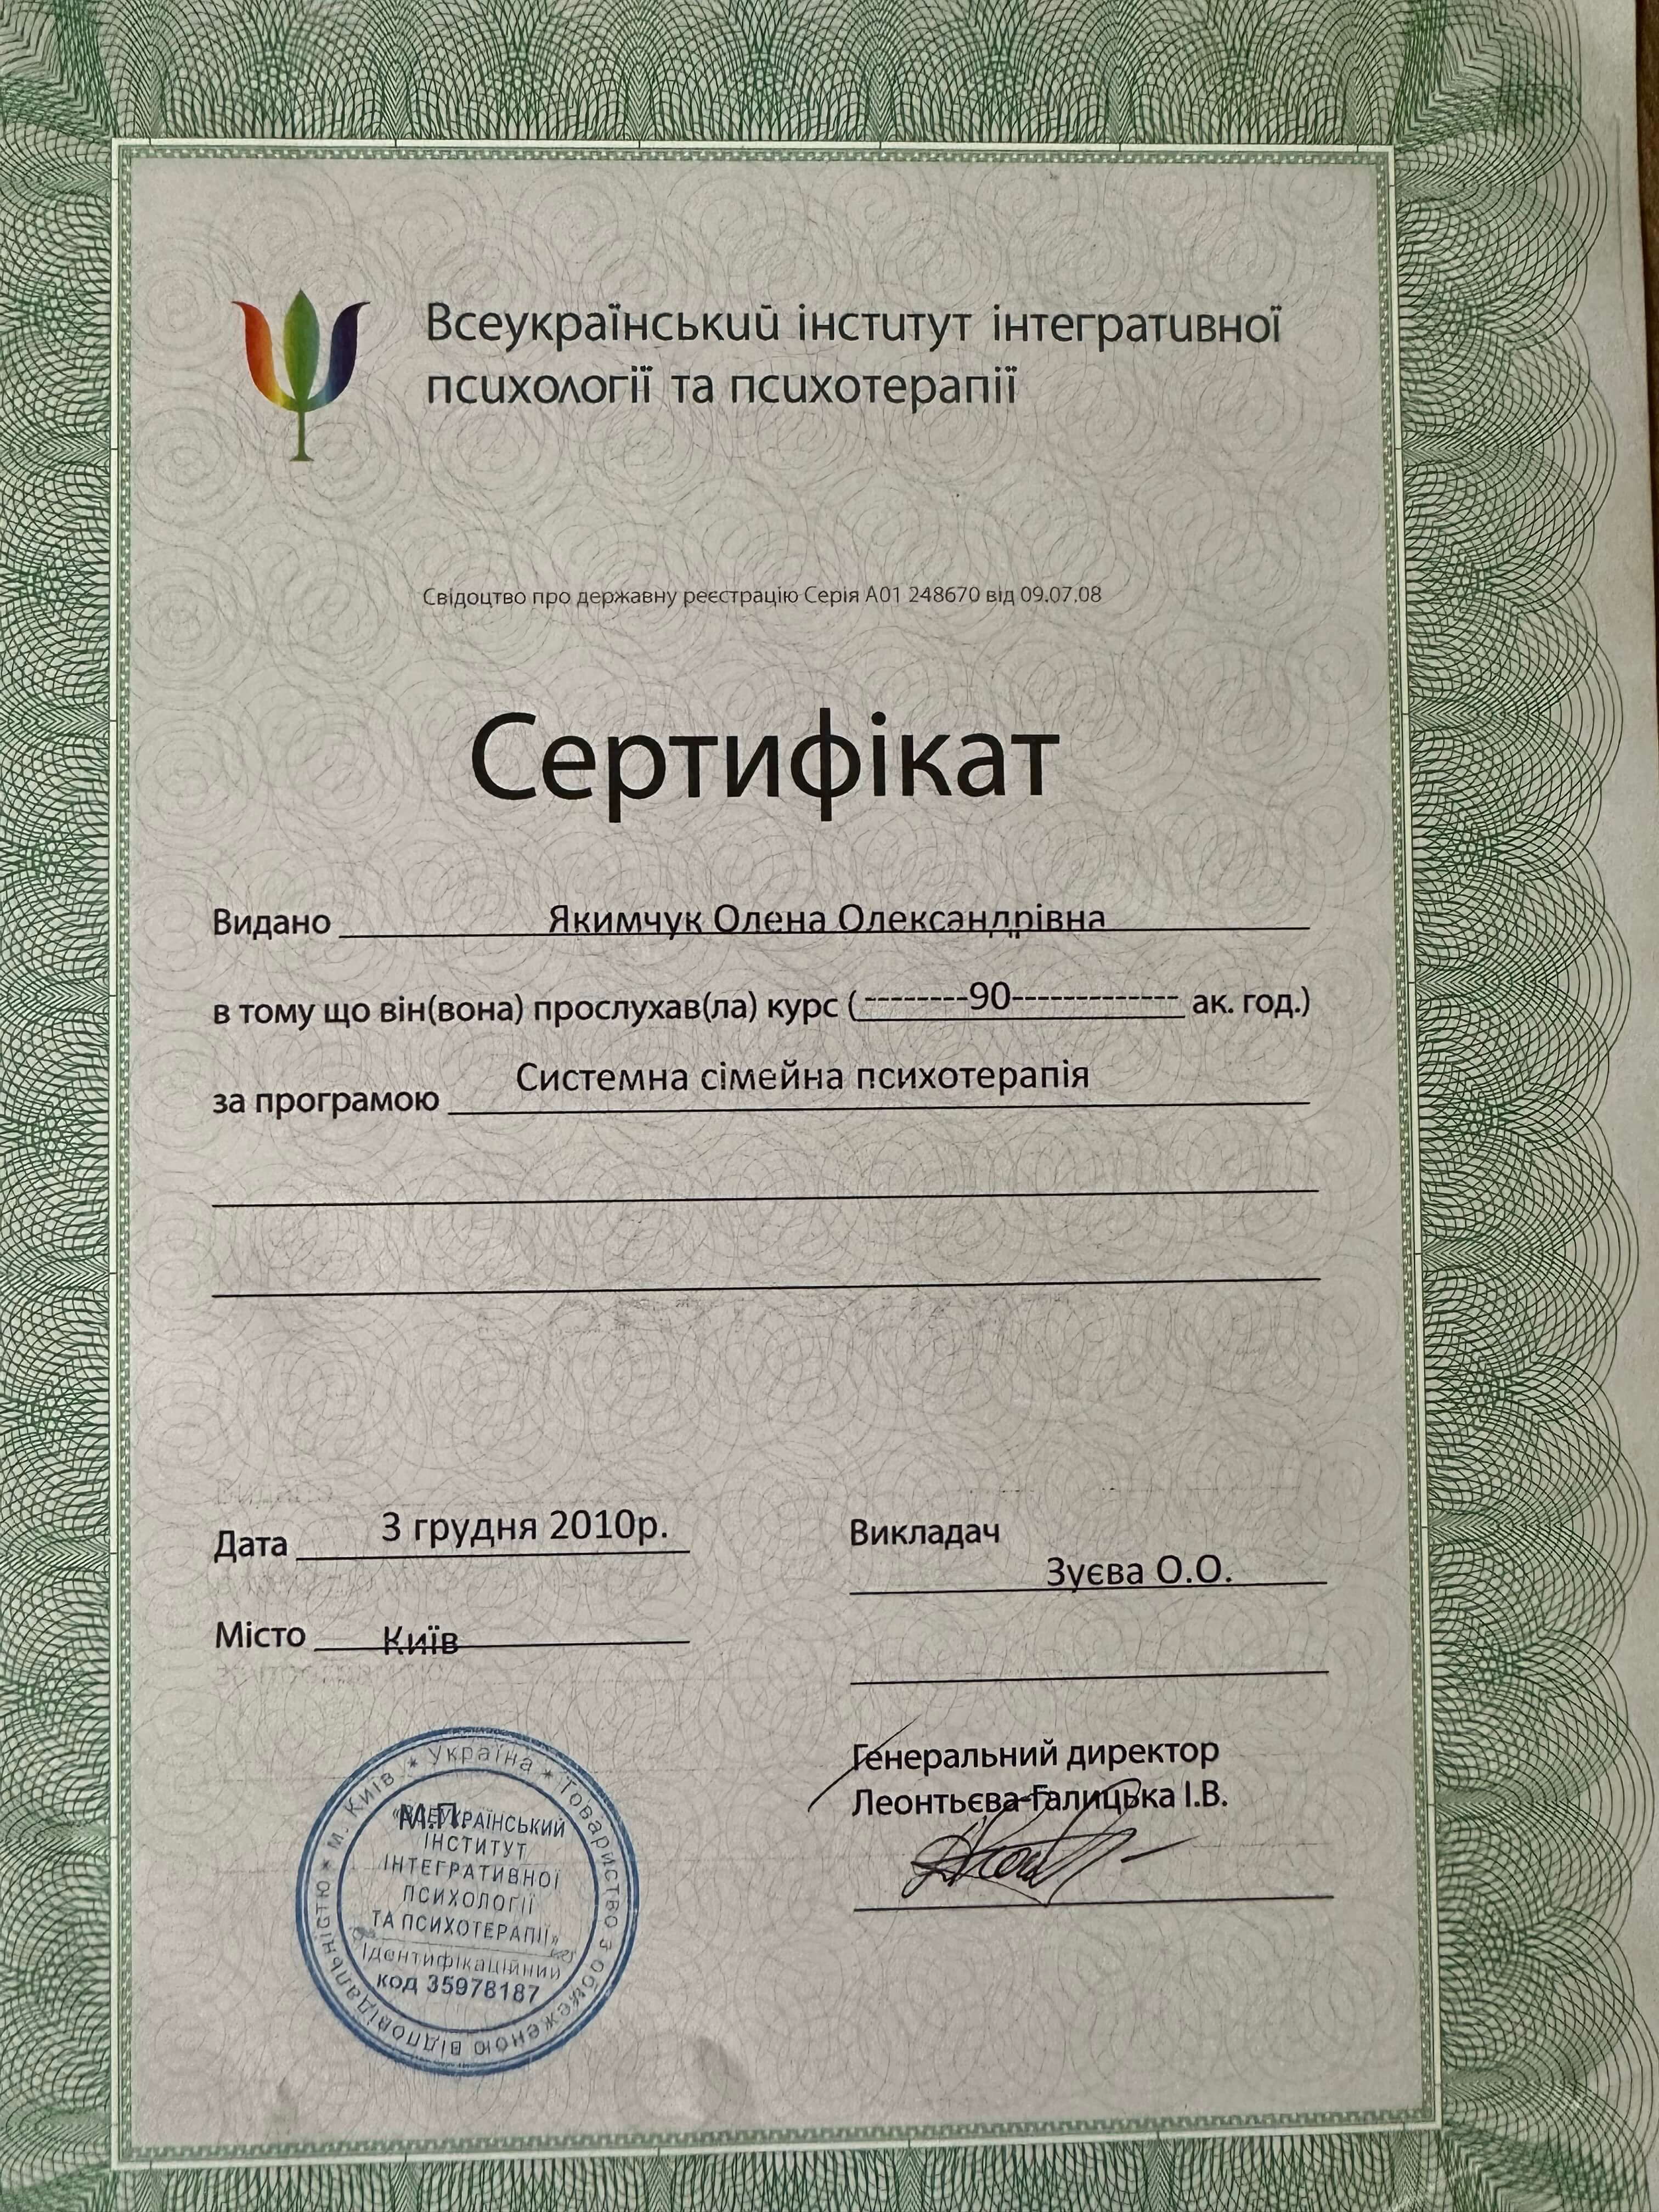 Всеукраїнський інститут інтегративної
психології та психотерапії
Свідоцтво про державну реєстрацію Серія А01 248670 від 09.07.08
Сертифікат
Видано Якимчук Олена Олександрівна
в тому що він(вона) прослухав(ла) курс (--------90------------- ак. год.)
за програмою Системна сімейна психотерапія
Дата 3 грудня 2010р.
Місто Київ
Викладач
Зуєва О.О.
Генеральний директор
Леонтьєва-Галицька І.В.
М.П.
* м. Київ * Україна * Товариство з обмеженою відповідальністю
«ВСЕУКРАЇНСЬКИЙ
ІНСТИТУТ
ІНТЕГРАТИВНОЇ
ПСИХОЛОГІЇ
ТА ПСИХОТЕРАПІЇ»
Ідентифікаційний
код 35978187